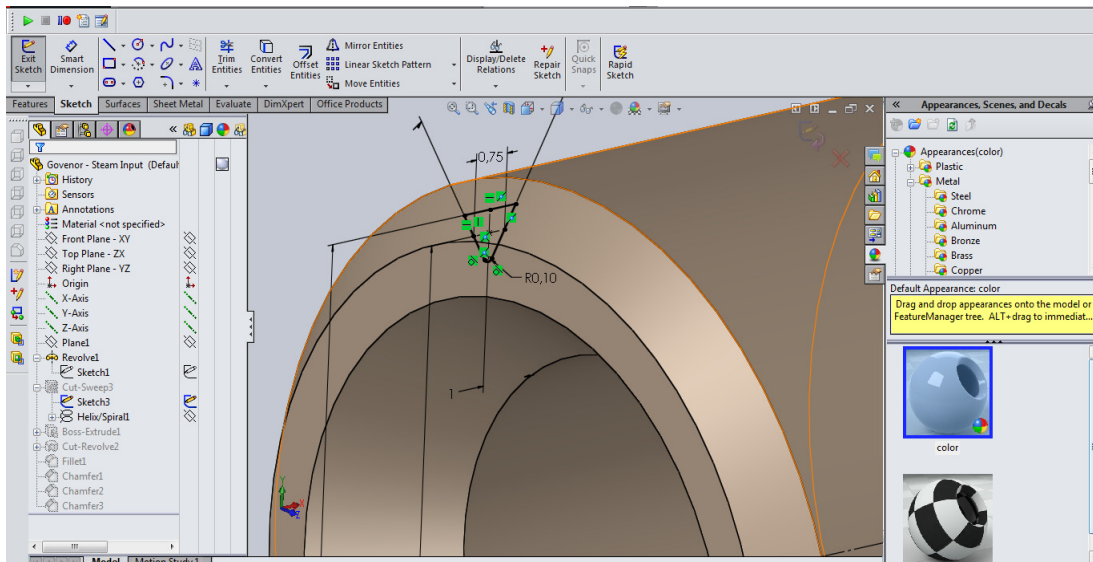 Exit Sketch
Smart Dimension
Trim Entities
Convert Entities
Offset Entities
Mirror Entities
Linear Sketch Pattern
Move Entities
Display/Delete Relations
Repair Sketch
Quick Snaps
Rapid Sketch
Features Sketch Surfaces Sheet Metal Evaluate DimXpert Office Products
Govenor - Steam Input (Defaul
History
Sensors
Annotations
Material <not specified>
Front Plane - XY
Top Plane - ZX
Right Plane - YZ
Origin
X-Axis
Y-Axis
Z-Axis
Plane1
Revolve1
Sketch1
Cut-Sweep3
Sketch3
Helix/Spiral1
Boss-Extrude1
Cut-Revolve2
Fillet1
Chamfer1
Chamfer2
Chamfer3
Model Motion Study 1
0,75
R0,10
1
Y
X
Z
Appearances, Scenes, and Decals
Appearances(color)
Plastic
Metal
Steel
Chrome
Aluminum
Bronze
Brass
Copper
Default Appearance: color
Drag and drop appearances onto the model or
FeatureManager tree. ALT+drag to immediat...
color